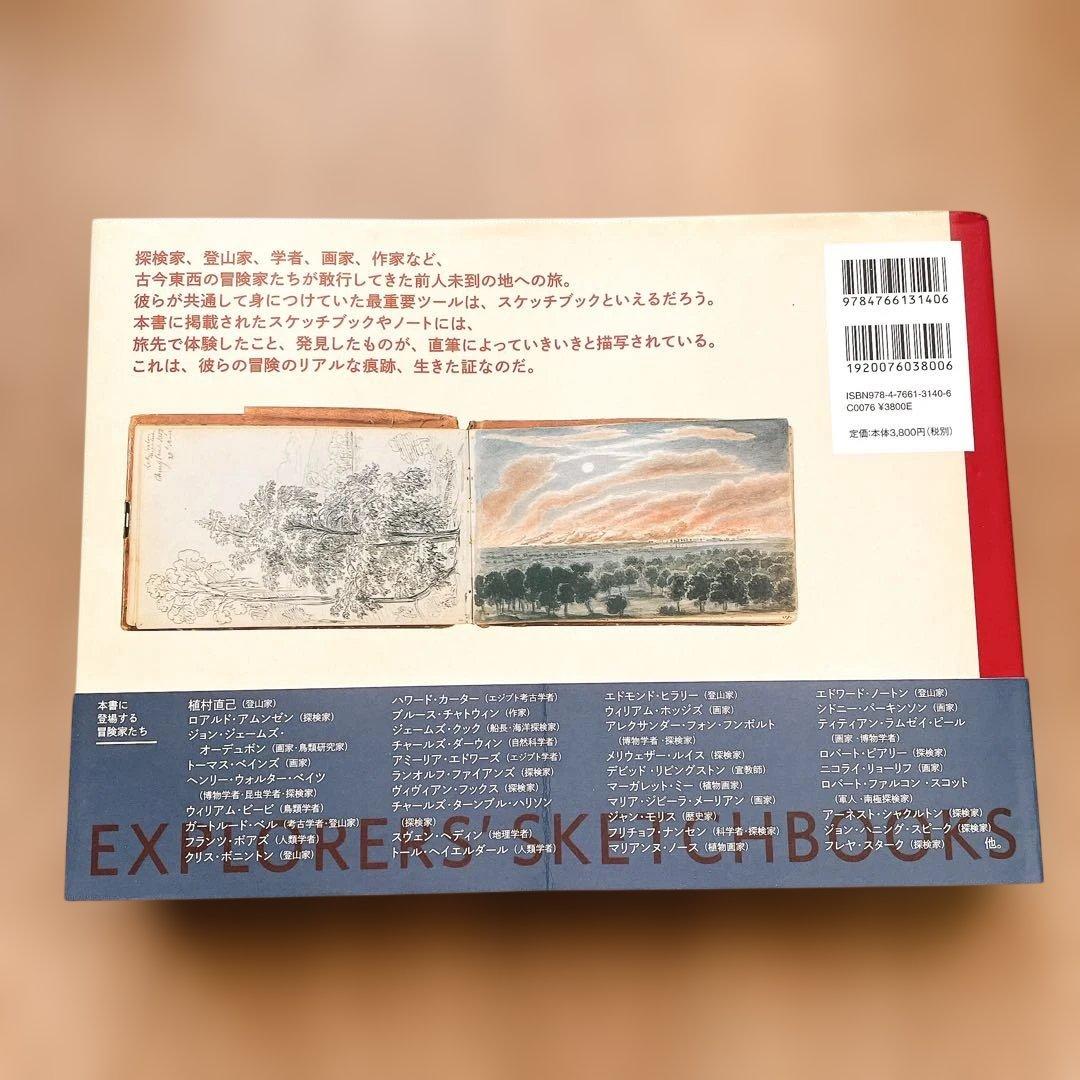 探検家、登山家、学者、画家、作家など、
古今東西の冒険家たちが敢行してきた前人未到の地への旅。
彼らが共通して身につけていた最重要ツールは、スケッチブックといえるだろう。
本書に掲載されたスケッチブックやノートには、
旅先で体験したこと、発見したものが、直筆によっていきいきと描写されている。
これは、彼らの冒険のリアルな痕跡、生きた証なのだ。
9784766131406
1920076038006
ISBN978-4-7661-3140-6
C0076 ¥3800E
定価:本体3,800円(税別)
本書に
登場する
冒険家たち
植村直己(登山家)
ロアルド・アムンゼン(探検家)
ジョン・ジェームズ・
オーデュボン(画家・鳥類研究家)
トーマス・ベインズ(画家)
ヘンリー・ウォルター・ベイツ
(博物学者・昆虫学者・探検家)
ウィリアム・ビービ(鳥類学者)
ガートルード・ベル(考古学者・登山家)
フランツ・ボアズ(人類学者)
クリス・ボニントン(登山家)
ハワード・カーター(エジプト考古学者)
ブルース・チャトウィン(作家)
ジェームズ・クック(船長・海洋探検家)
チャールズ・ダーウィン(自然科学者)
アミーリア・エドワーズ(エジプト学者)
ランオルフ・ファイアンズ(探検家)
ヴィヴィアン・フックス(探検家)
チャールズ・ターンブル・ハリソン
(探検家)
スヴェン・ヘディン(地理学者)
トール・ヘイエルダール(人類学者)
エドモンド・ヒラリー(登山家)
ウィリアム・ホッジズ(画家)
アレクサンダー・フォン・フンボルト
(博物学者・探検家)
メリウェザー・ルイス(探検家)
デビッド・リビングストン(宣教師)
マーガレット・ミー(植物画家)
マリア・ジビーラ・メーリアン(画家)
ジャン・モリス(歴史家)
フリチョフ・ナンセン(科学者・探検家)
マリアンヌ・ノース(植物画家)
エドワード・ノートン(登山家)
シドニー・パーキンソン(画家)
ティティアン・ラムゼイ・ピール
(画家・博物学者)
ロバート・ピアリー(探検家)
ニコライ・リョーリフ(画家)
ロバート・ファルコン・スコット
(軍人・南極探検家)
アーネスト・シャクルトン(探検家)
ジョン・ハニング・スピーク(探検家)
フレヤ・スターク(探検家)
他。
EXPLORERS' SKETCHBOOKS